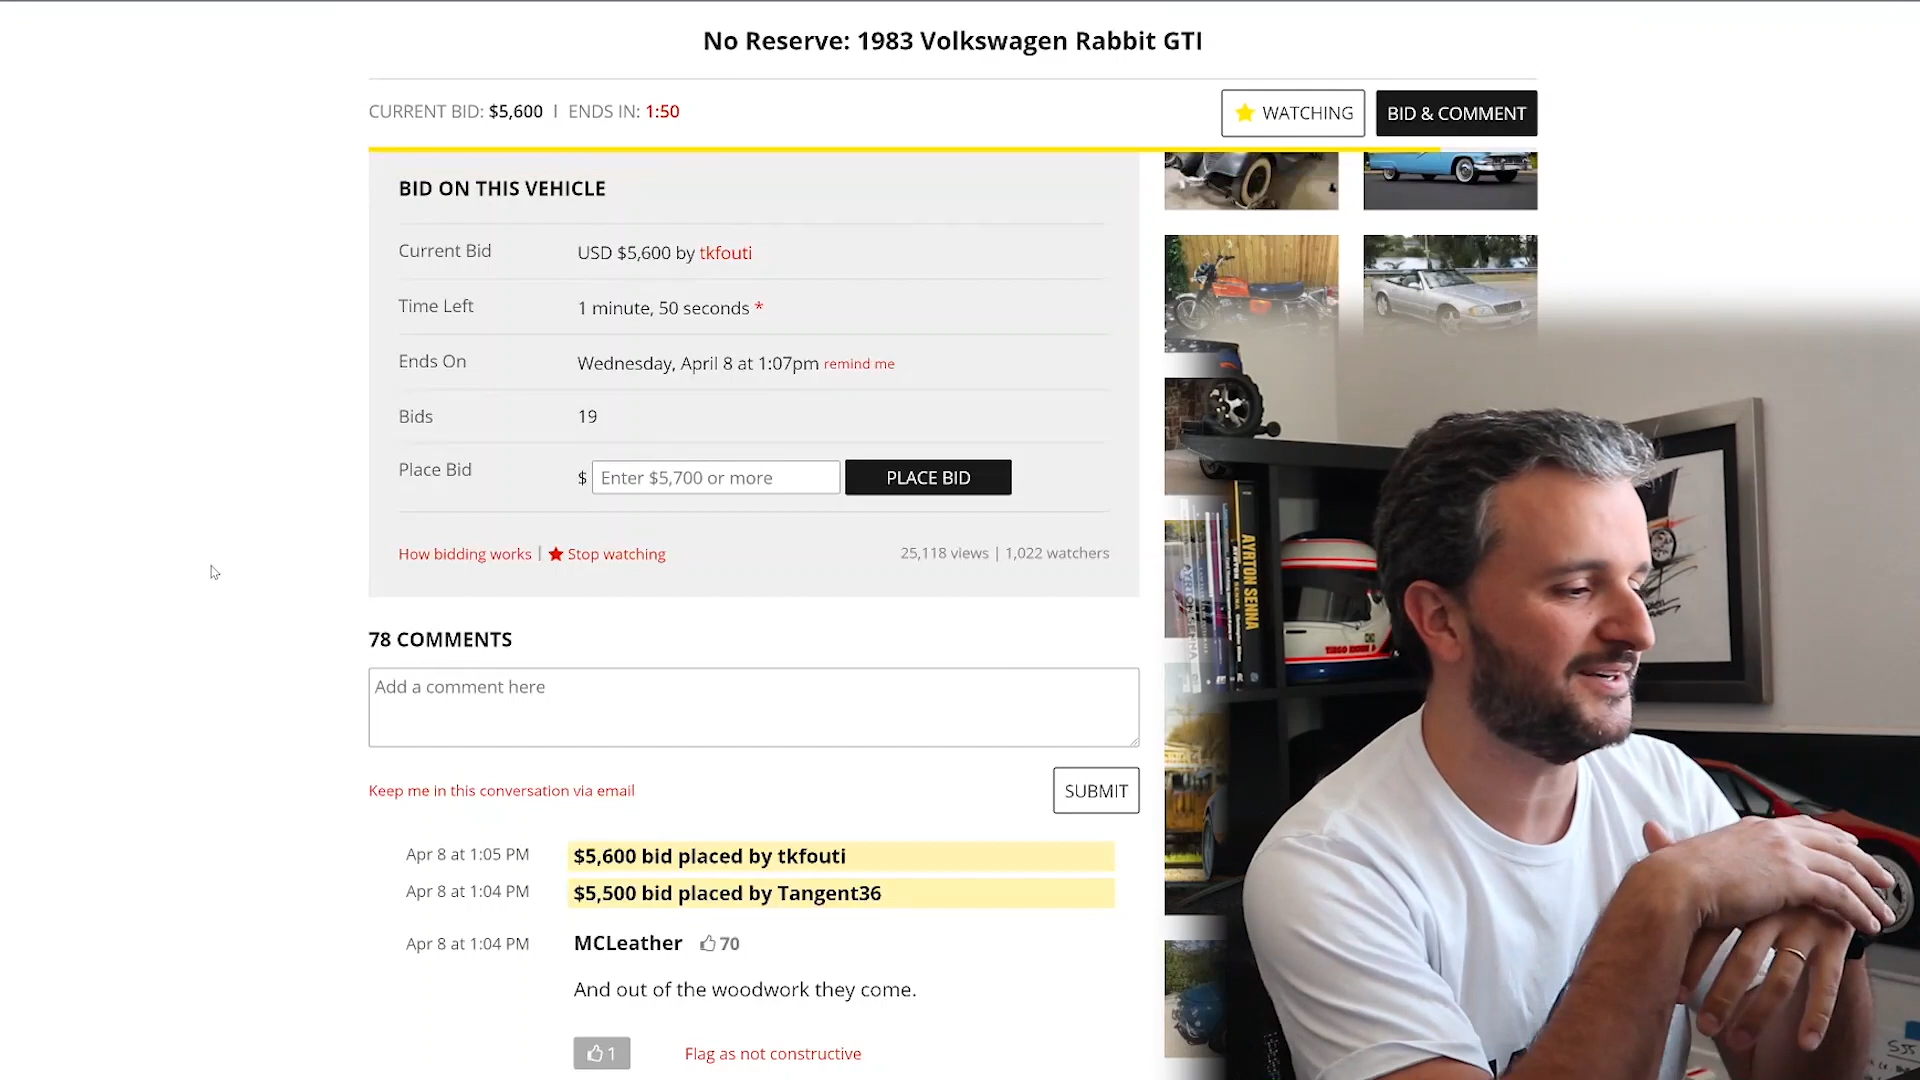 No Reserve: 1983 Volkswagen Rabbit GTI
CURRENT BID: $5,600 | ENDS IN: 1:50
WATCHING
BID & COMMENT
BID ON THIS VEHICLE
Current Bid
USD $5,600 by tkfouti
Time Left
1 minute, 50 seconds *
Ends On
Wednesday, April 8 at 1:07pm remind me
Bids
19
Place Bid
$ Enter $5,700 or more
PLACE BID
How bidding works | Stop watching
25,118 views | 1,022 watchers
78 COMMENTS
Add a comment here
Keep me in this conversation via email
SUBMIT
Apr 8 at 1:05 PM
$5,600 bid placed by tkfouti
Apr 8 at 1:04 PM
$5,500 bid placed by Tangent36
Apr 8 at 1:04 PM
MCLeather 70
And out of the woodwork they come.
1
Flag as not constructive
AYRTON SENNA